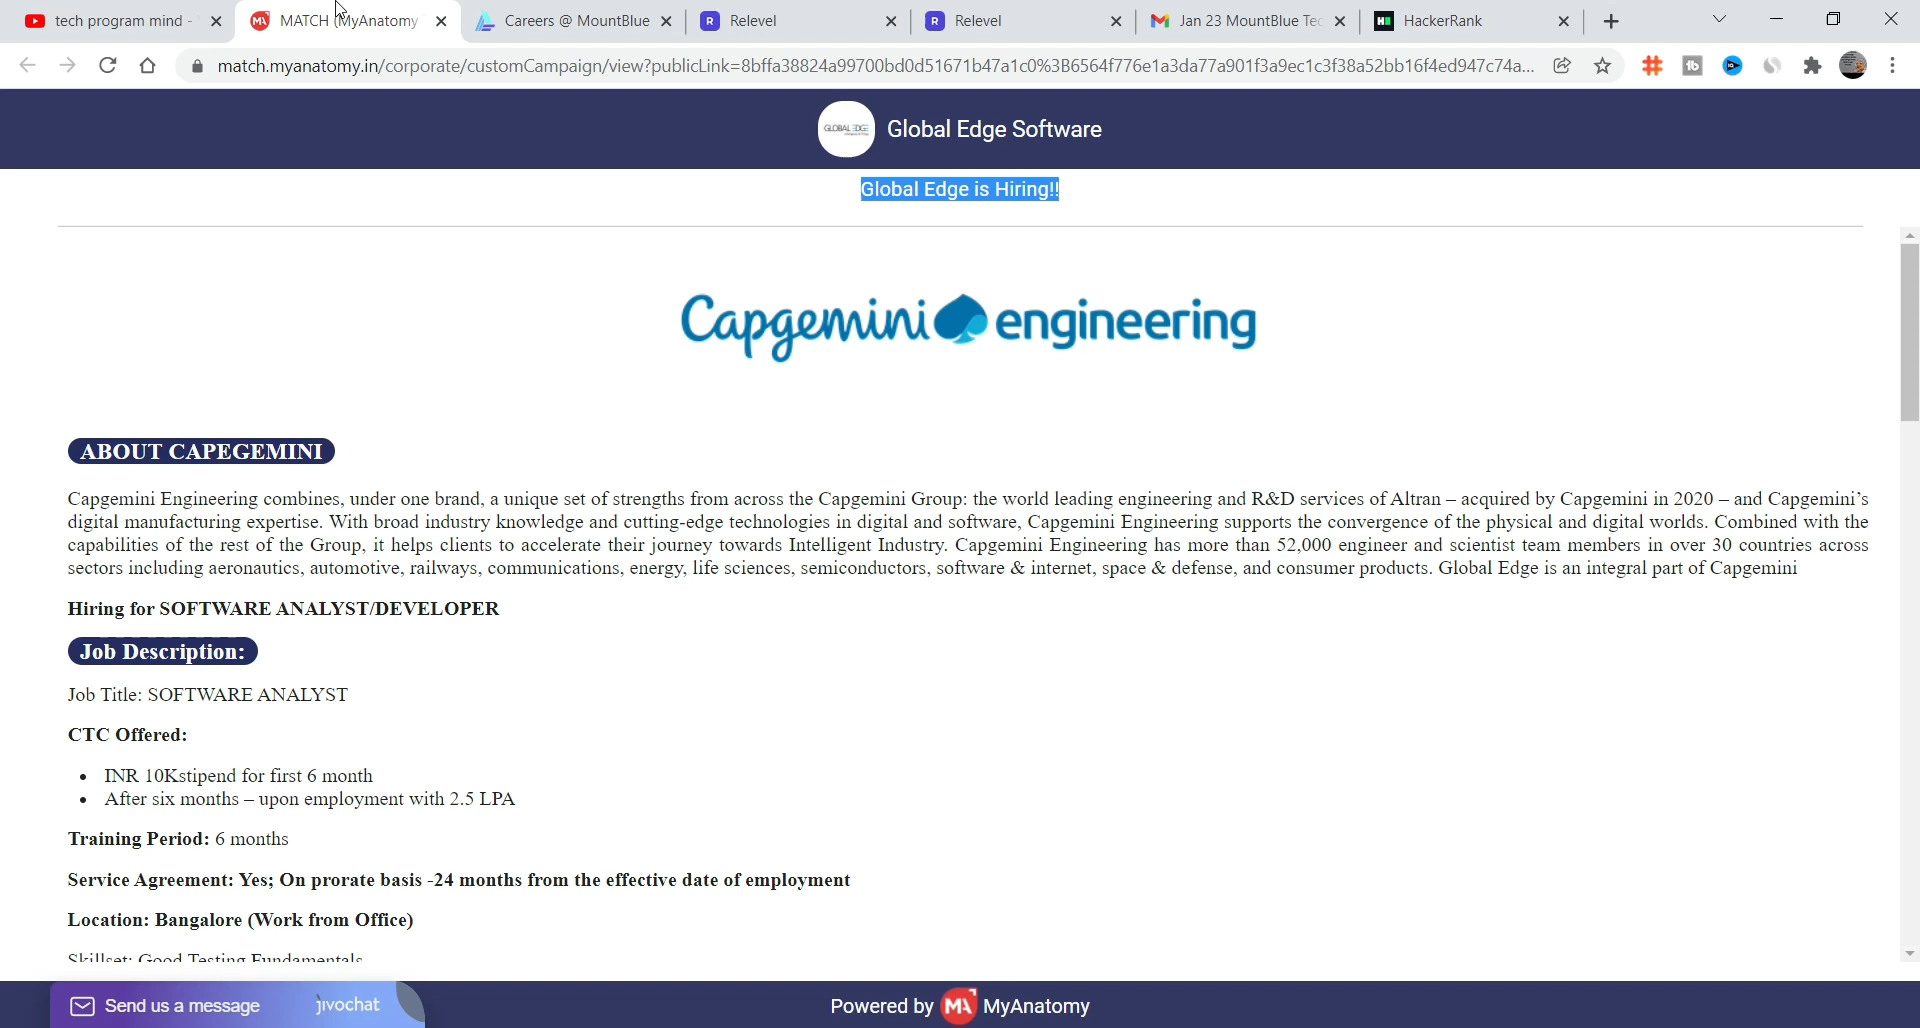 tech program mind -
MATCH (MyAnatomy
Careers @ MountBlue
Relevel
Relevel
Jan 23 MountBlue Tec
HackerRank
match.myanatomy.in/corporate/customCampaign/view?publicLink=8bffa38824a99700bd0d51671b47a1c0%3B6564f776e1a3da77a901f3a9ec1c3f38a52bb16f4ed947c74a...
GLOBAL EDGE
Global Edge Software
Global Edge is Hiring!!
Capgemini engineering
ABOUT CAPEGEMINI
Capgemini Engineering combines, under one brand, a unique set of strengths from across the Capgemini Group: the world leading engineering and R&D services of Altran – acquired by Capgemini in 2020 – and Capgemini's
digital manufacturing expertise. With broad industry knowledge and cutting-edge technologies in digital and software, Capgemini Engineering supports the convergence of the physical and digital worlds. Combined with the
capabilities of the rest of the Group, it helps clients to accelerate their journey towards Intelligent Industry. Capgemini Engineering has more than 52,000 engineer and scientist team members in over 30 countries across
sectors including aeronautics, automotive, railways, communications, energy, life sciences, semiconductors, software & internet, space & defense, and consumer products. Global Edge is an integral part of Capgemini
Hiring for SOFTWARE ANALYST/DEVELOPER
Job Description:
Job Title: SOFTWARE ANALYST
CTC Offered:
• INR 10Kstipend for first 6 month
• After six months – upon employment with 2.5 LPA
Training Period: 6 months
Service Agreement: Yes; On prorate basis -24 months from the effective date of employment
Location: Bangalore (Work from Office)
Skillset: Good Testing Fundamentals
Send us a message jivochat
Powered by MA MyAnatomy